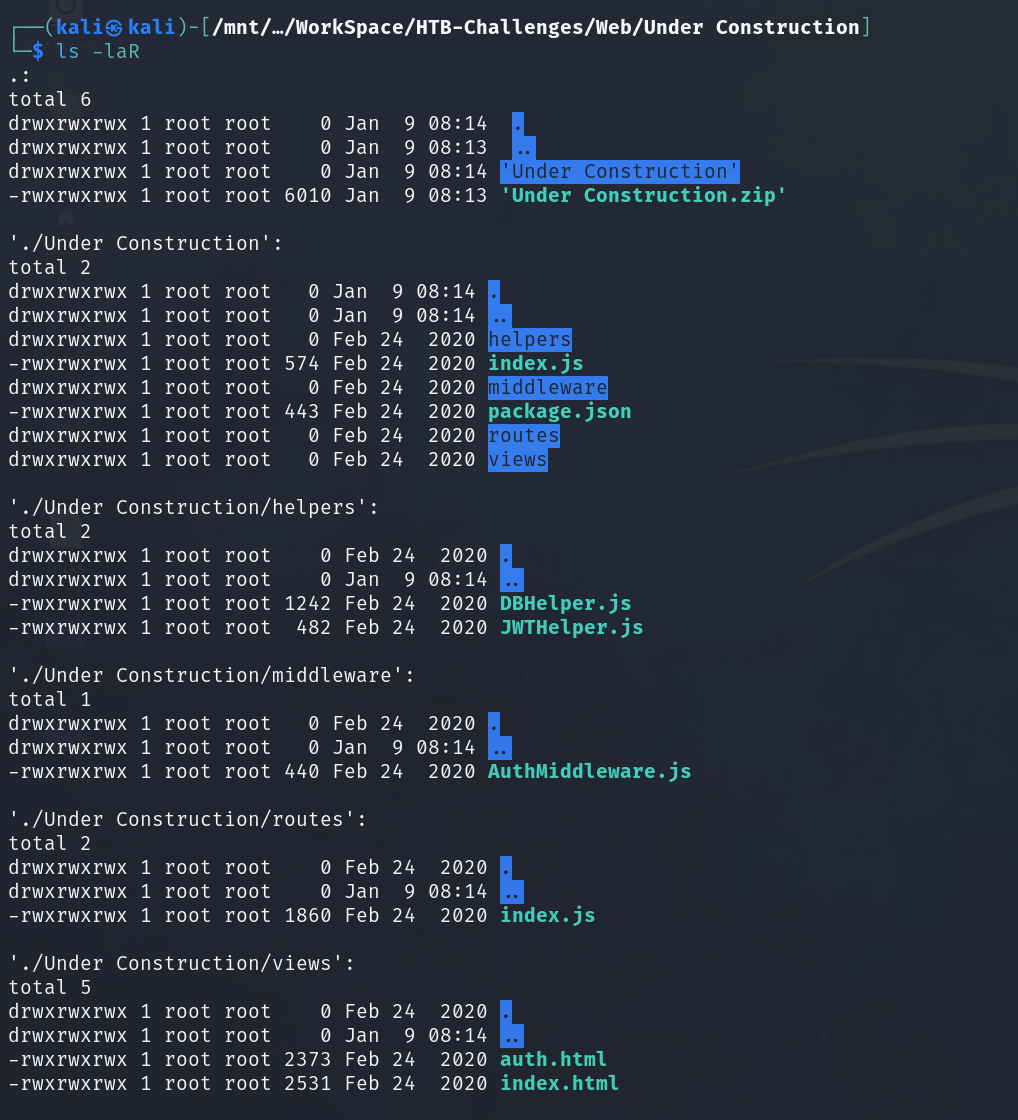 ┌──(kali㉿kali)-[/mnt/…/WorkSpace/HTB-Challenges/Web/Under Construction]
└─$ ls -laR
.:
total 6
drwxrwxrwx 1 root root    0 Jan  9 08:14  .
drwxrwxrwx 1 root root    0 Jan  9 08:13  ..
drwxrwxrwx 1 root root    0 Jan  9 08:14 'Under Construction'
-rwxrwxrwx 1 root root 6010 Jan  9 08:13 'Under Construction.zip'

'./Under Construction':
total 2
drwxrwxrwx 1 root root   0 Jan  9 08:14 .
drwxrwxrwx 1 root root   0 Jan  9 08:14 ..
drwxrwxrwx 1 root root   0 Feb 24  2020 helpers
-rwxrwxrwx 1 root root 574 Feb 24  2020 index.js
drwxrwxrwx 1 root root   0 Feb 24  2020 middleware
-rwxrwxrwx 1 root root 443 Feb 24  2020 package.json
drwxrwxrwx 1 root root   0 Feb 24  2020 routes
drwxrwxrwx 1 root root   0 Feb 24  2020 views

'./Under Construction/helpers':
total 2
drwxrwxrwx 1 root root    0 Feb 24  2020 .
drwxrwxrwx 1 root root    0 Jan  9 08:14 ..
-rwxrwxrwx 1 root root 1242 Feb 24  2020 DBHelper.js
-rwxrwxrwx 1 root root  482 Feb 24  2020 JWTHelper.js

'./Under Construction/middleware':
total 1
drwxrwxrwx 1 root root   0 Feb 24  2020 .
drwxrwxrwx 1 root root   0 Jan  9 08:14 ..
-rwxrwxrwx 1 root root 440 Feb 24  2020 AuthMiddleware.js

'./Under Construction/routes':
total 2
drwxrwxrwx 1 root root    0 Feb 24  2020 .
drwxrwxrwx 1 root root    0 Jan  9 08:14 ..
-rwxrwxrwx 1 root root 1860 Feb 24  2020 index.js

'./Under Construction/views':
total 5
drwxrwxrwx 1 root root    0 Feb 24  2020 .
drwxrwxrwx 1 root root    0 Jan  9 08:14 ..
-rwxrwxrwx 1 root root 2373 Feb 24  2020 auth.html
-rwxrwxrwx 1 root root 2531 Feb 24  2020 index.html